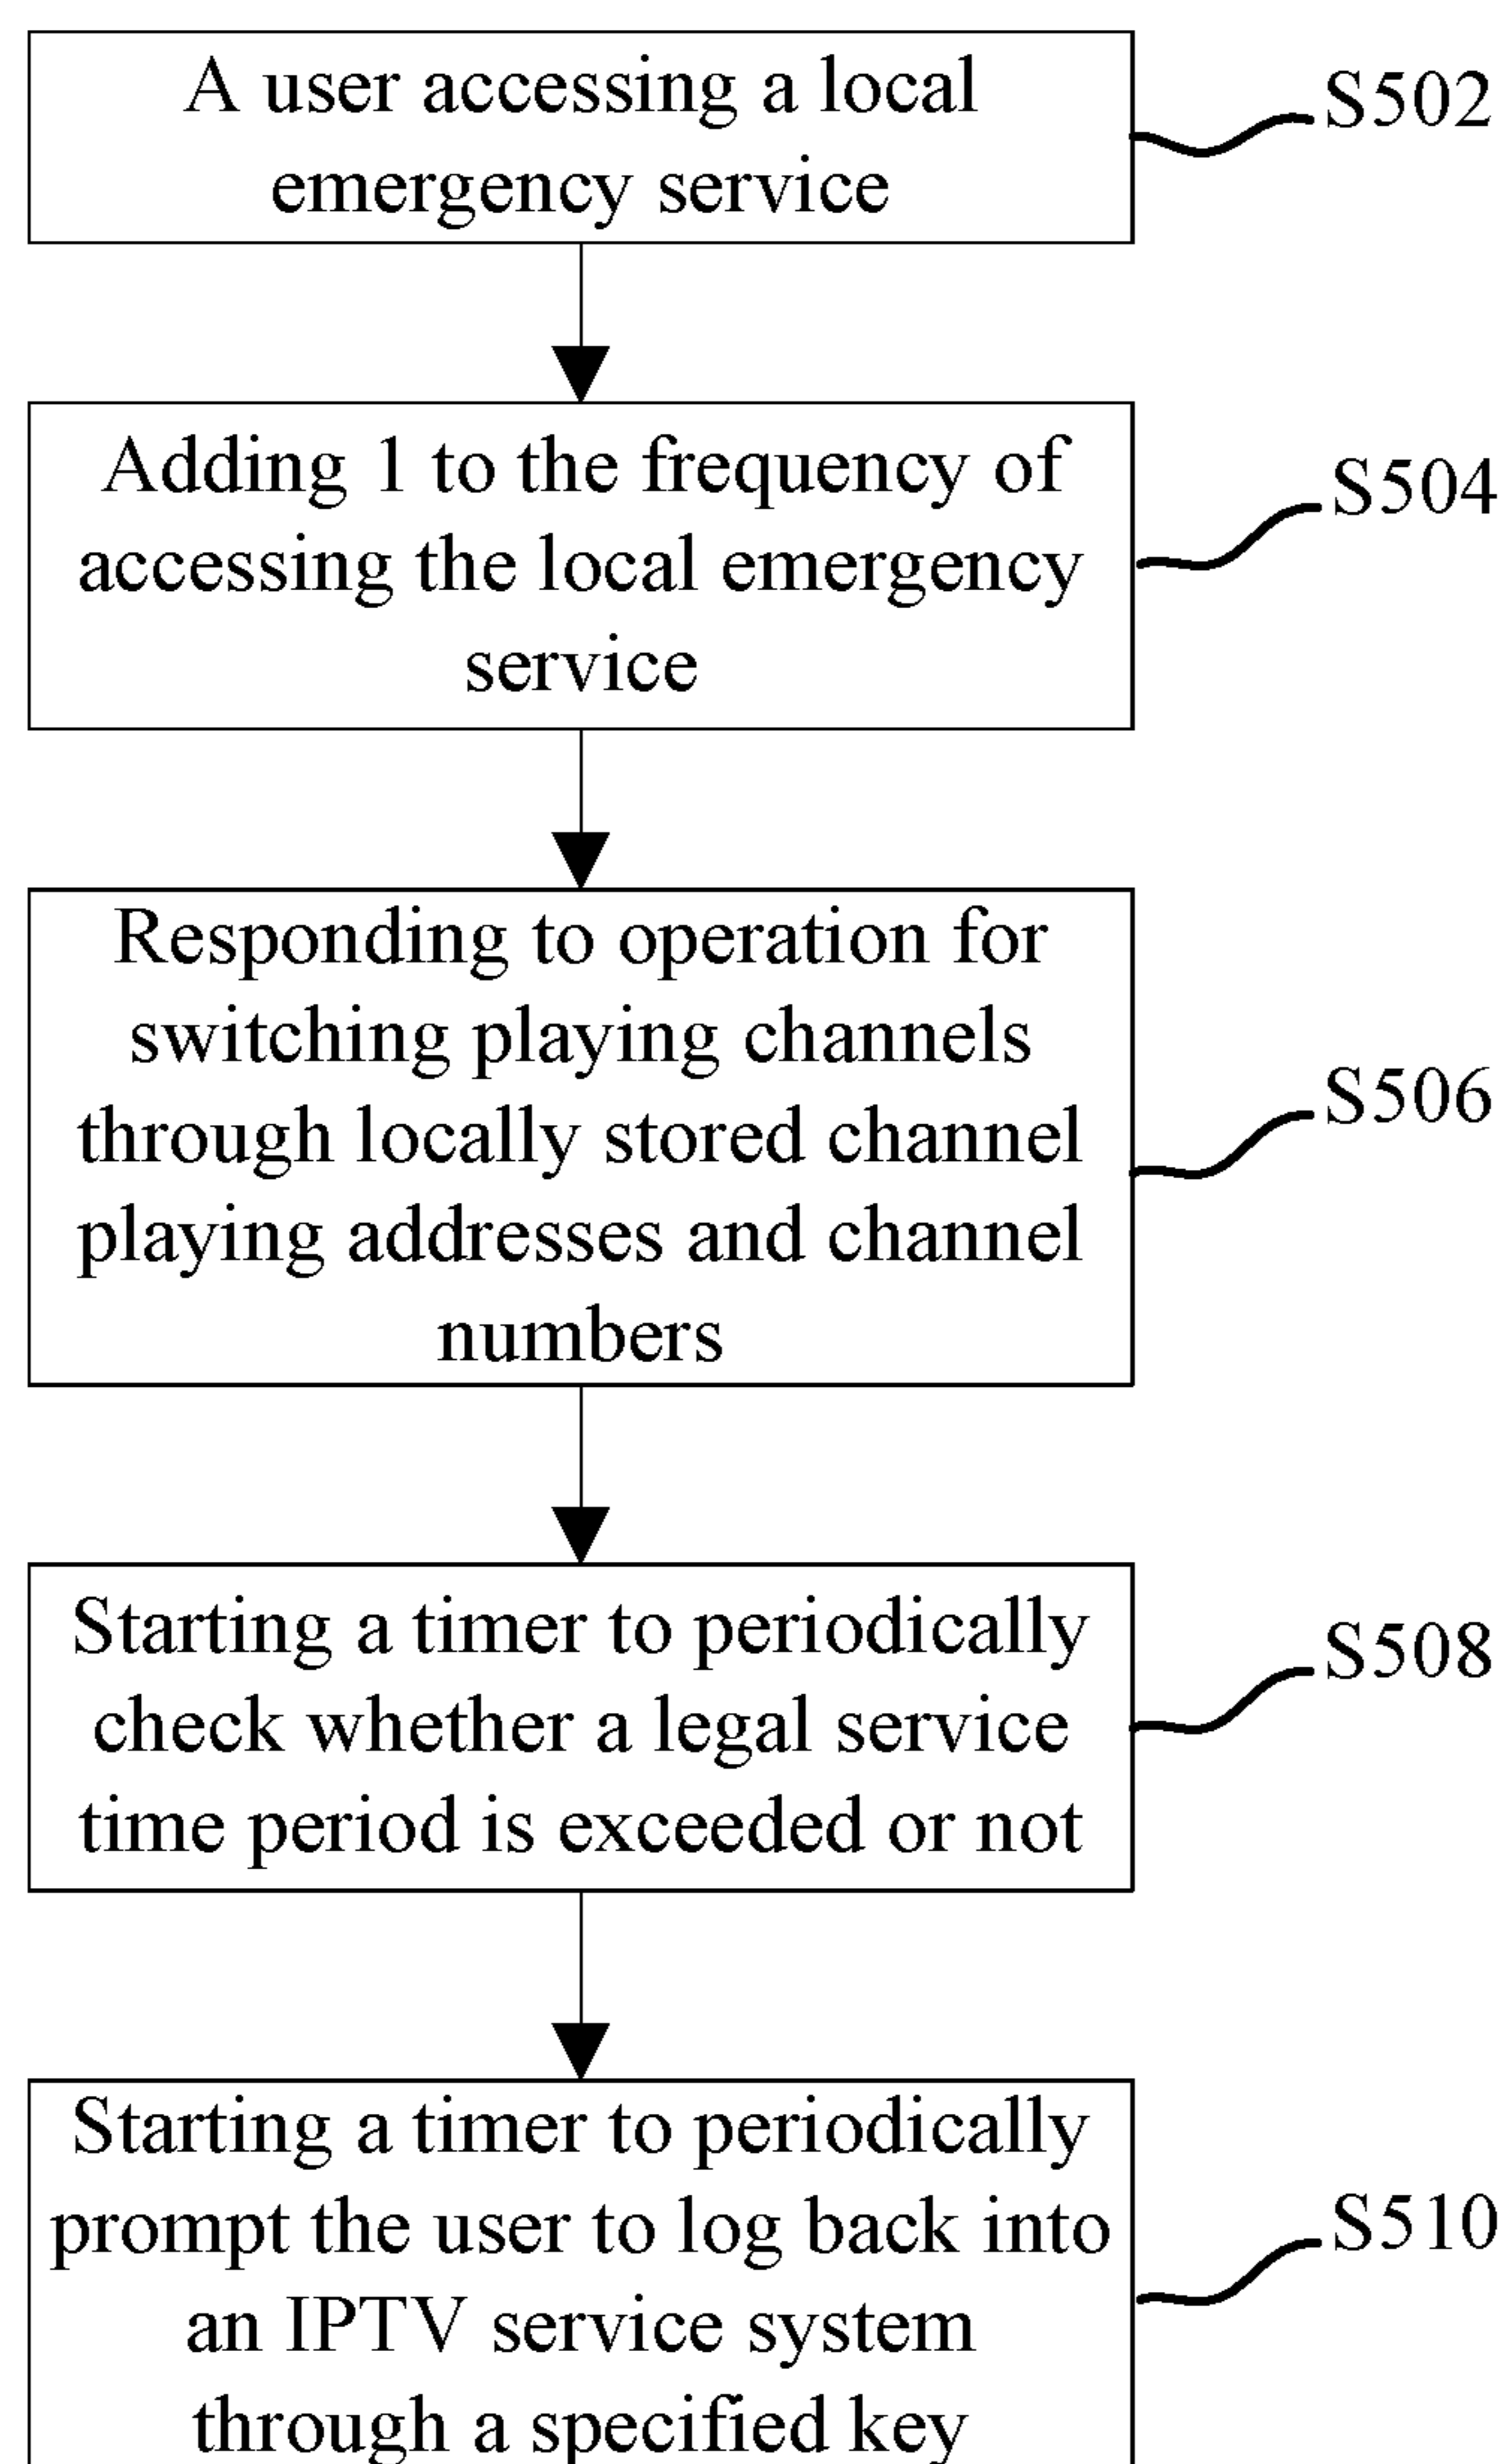 A user accessing a local
emergency service
S502
Adding 1 to the frequency of
accessing the local emergency
service
S504
Responding to operation for
switching playing channels
through locally stored channel
playing addresses and channel
numbers
S506
Starting a timer to periodically
check whether a legal service
time period is exceeded or not
S508
Starting a timer to periodically
prompt the user to log back into
an IPTV service system
through a specified key
S510